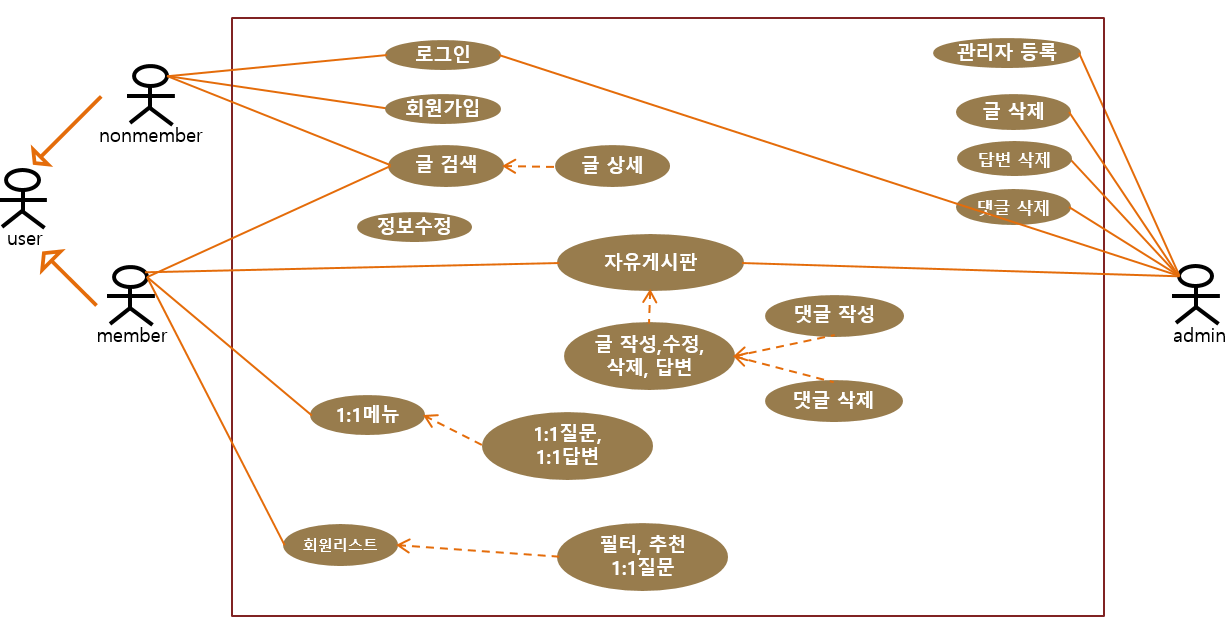 로그인
관리자 등록
nonmember
회원가입
글 삭제
글 검색
글 상세
답변 삭제
user
정보수정
댓글 삭제
자유게시판
member
admin
댓글 작성
글 작성,수정,
삭제, 답변
댓글 삭제
1:1메뉴
1:1질문,
1:1답변
회원리스트
필터, 추천
1:1질문